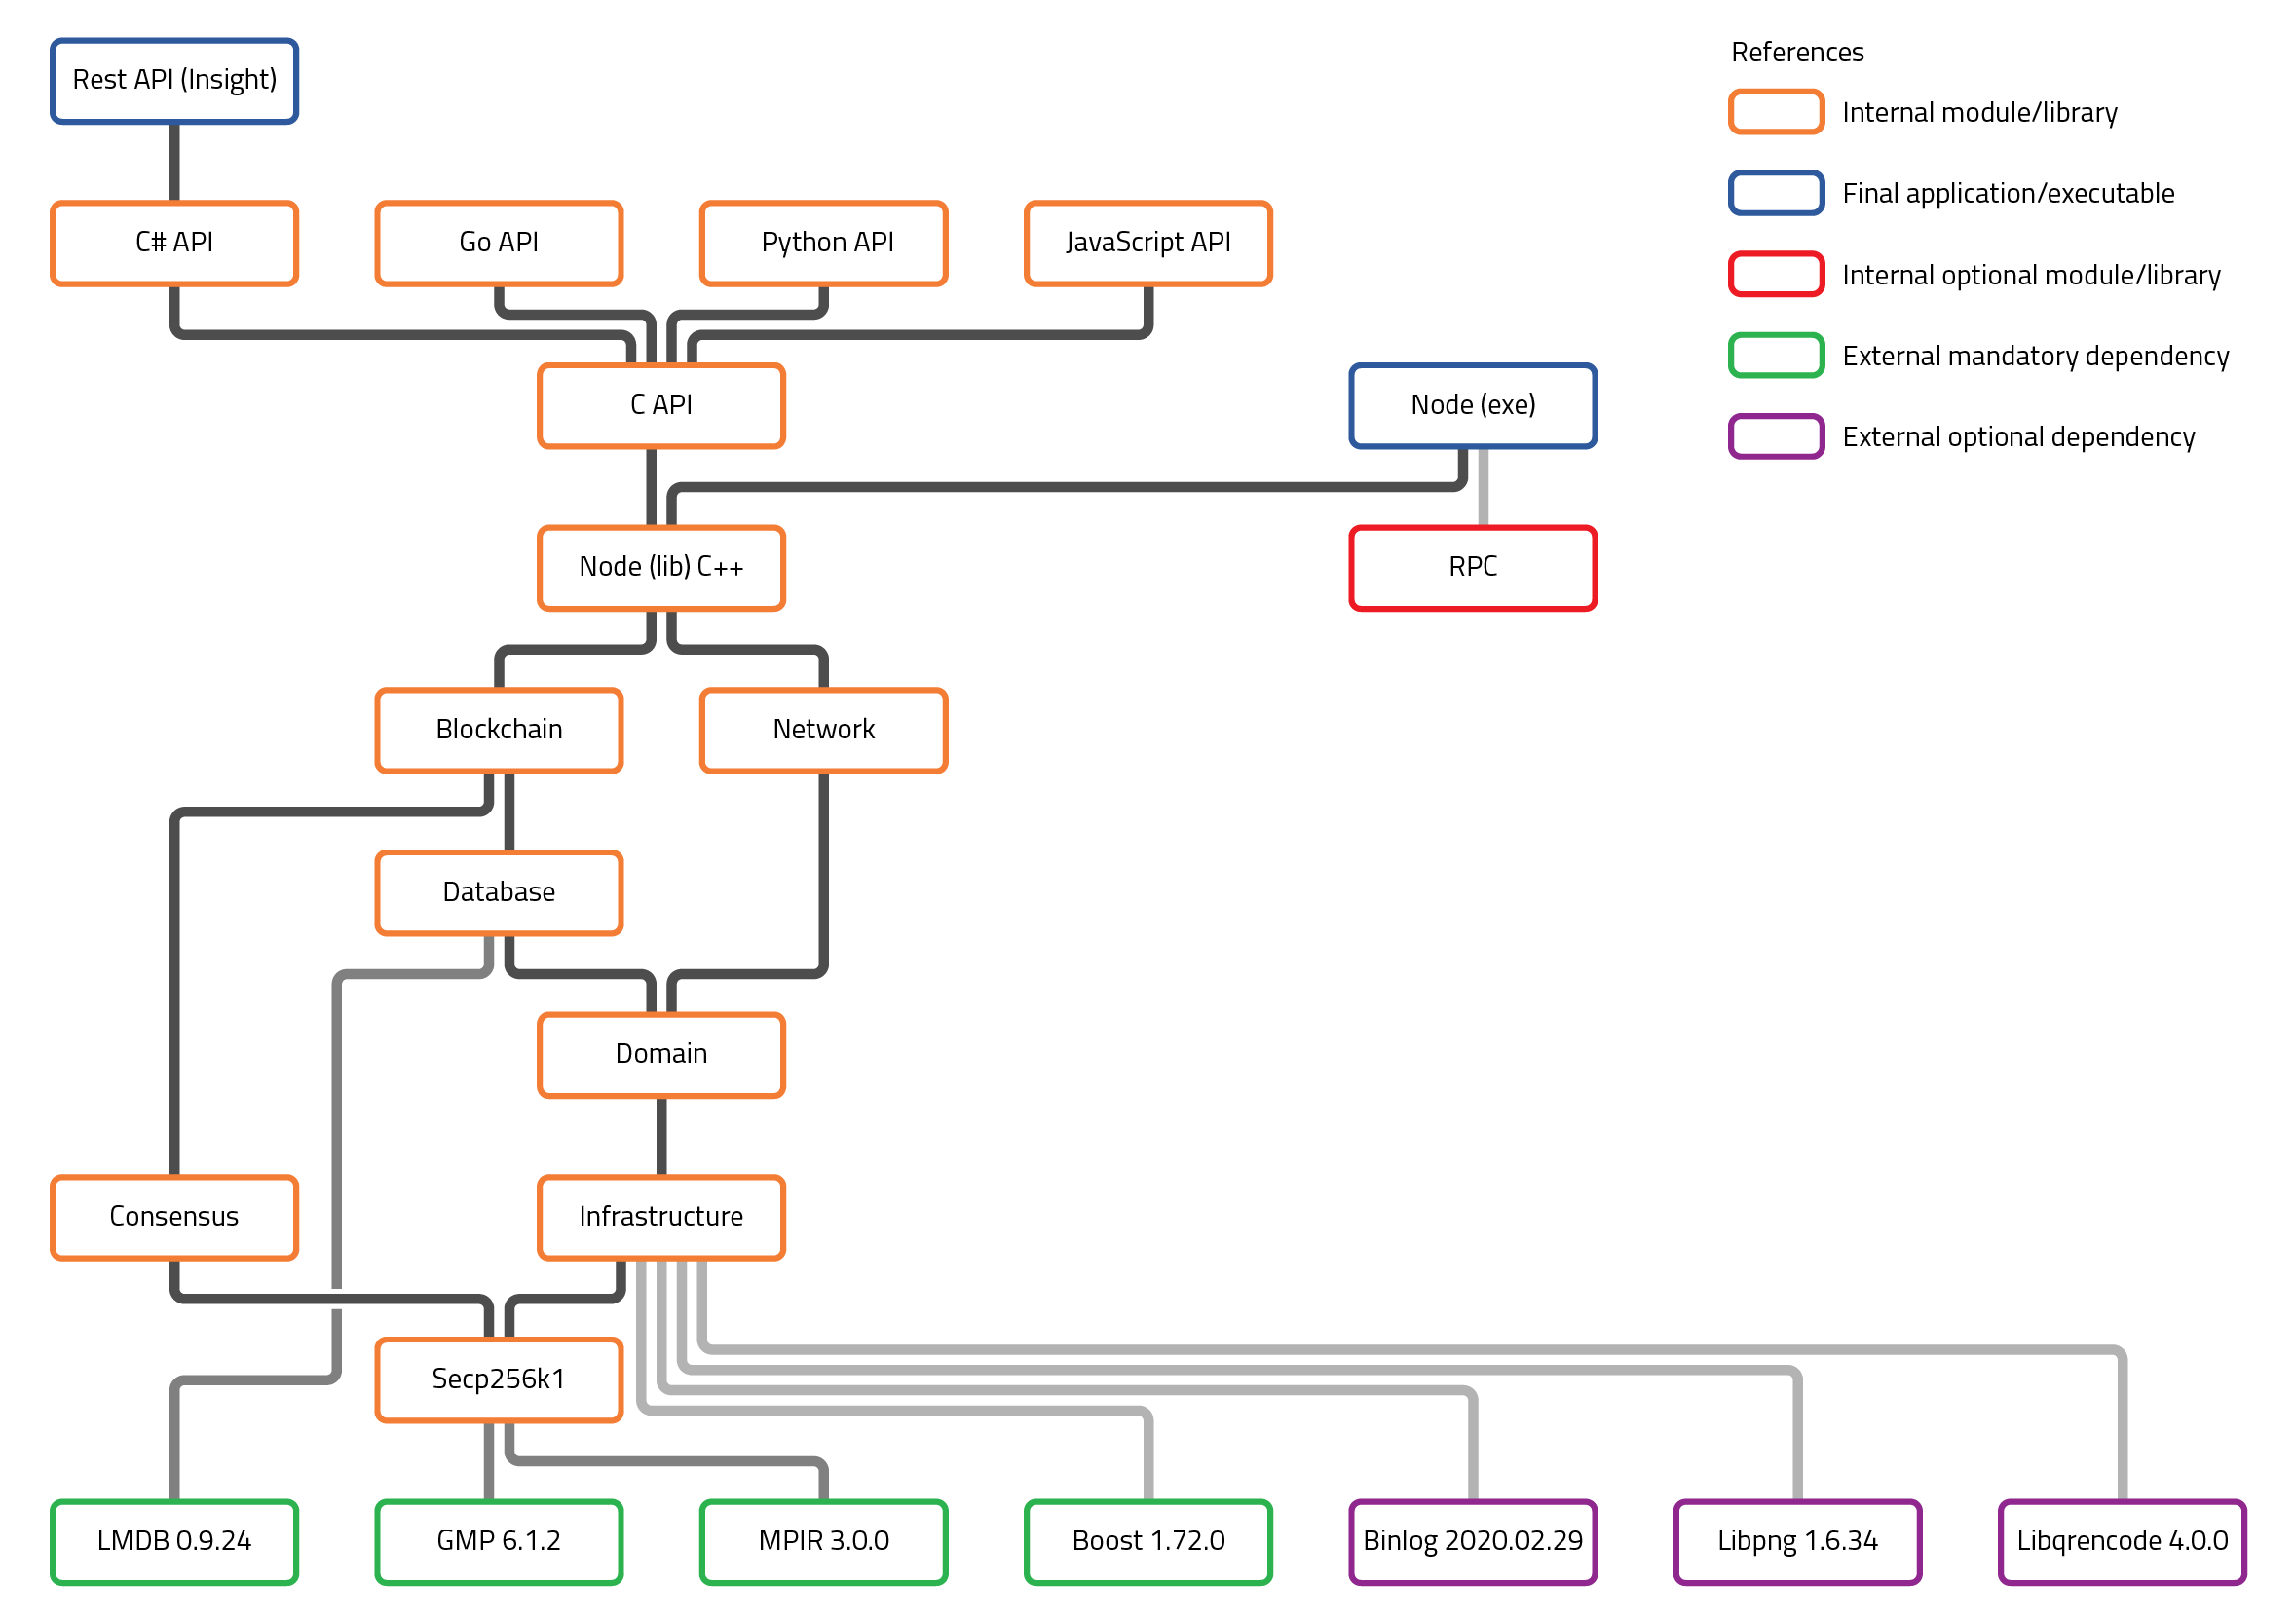 References
Rest API (Insight)
Internal module/library
Final application/executable
C# API
Go API
Python API
JavaScript API
Internal optional module/library
External mandatory dependency
C API
Node (exe)
External optional dependency
Node (lib) C++
RPC
Blockchain
Network
Database
Domain
Consensus
Infrastructure
Secp256k1
LMDB 0.9.24
GMP 6.1.2
MPIR 3.0.0
Boost 1.72.0
Binlog 2020.02.29
Libpng 1.6.34
Libqrencode 4.0.0